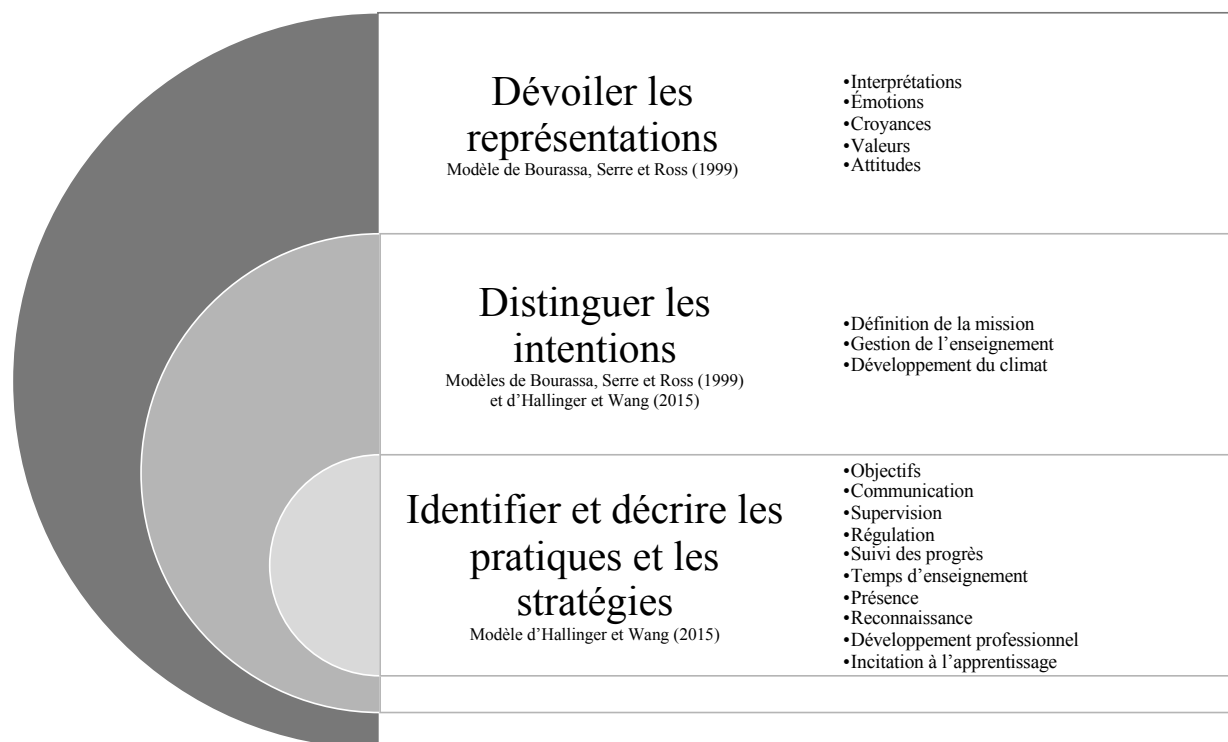 Dévoiler les
représentations
Modèle de Bourassa, Serre et Ross (1999)
•Interprétations
•Émotions
•Croyances
•Valeurs
•Attitudes
Distinguer les
intentions
Modèles de Bourassa, Serre et Ross (1999)
et d’Hallinger et Wang (2015)
•Définition de la mission
•Gestion de l’enseignement
•Développement du climat
Identifier et décrire les
pratiques et les
stratégies
Modèle d’Hallinger et Wang (2015)
•Objectifs
•Communication
•Supervision
•Régulation
•Suivi des progrès
•Temps d’enseignement
•Présence
•Reconnaissance
•Développement professionnel
•Incitation à l’apprentissage